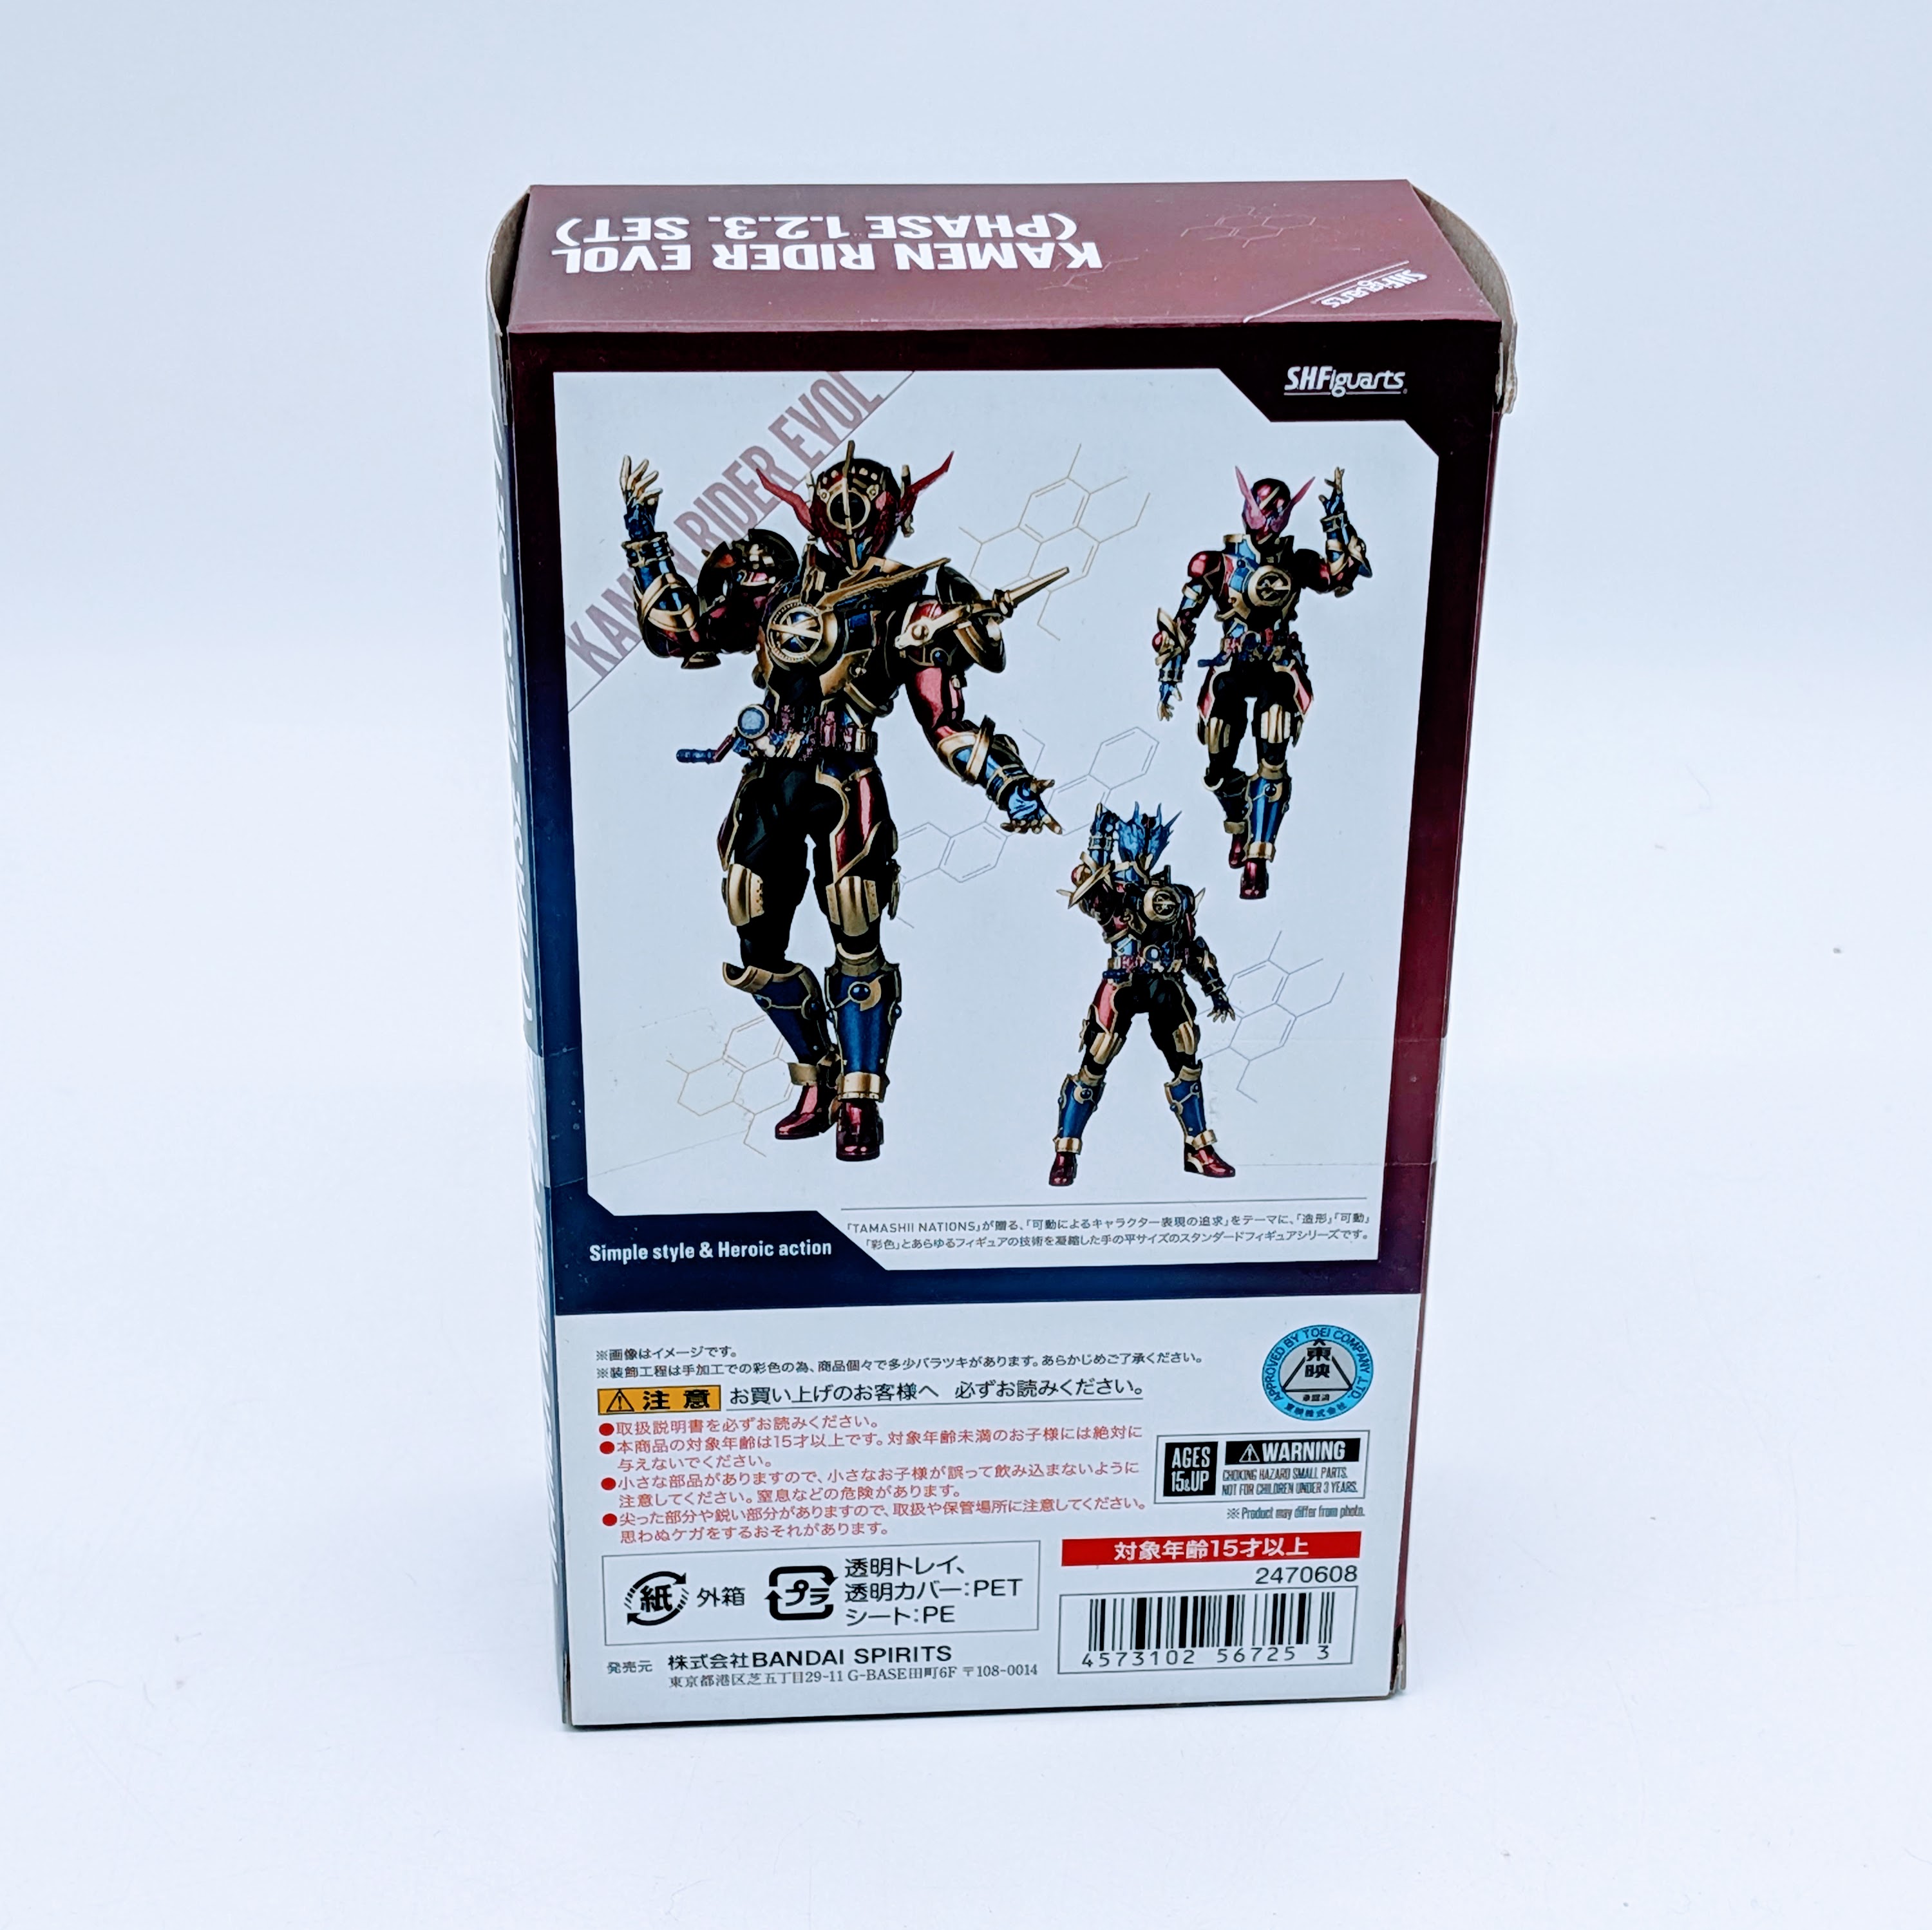 KAMEN RIDER EVOL
(PHASE 1.2.3. SET)
S.H.Figuarts
S.H.Figuarts
KAMEN RIDER EVOL
「TAMASHII NATIONS」が贈る、「可動によるキャラクター表現の追求」をテーマに、「造形」「可動」
「彩色」とあらゆるフィギュアの技術を凝縮した手の平サイズのスタンダードフィギュアシリーズです。
Simple style & Heroic action
※画像はイメージです。
※装飾工程は手加工での彩色の為、商品個々で多少バラツキがあります。あらかじめご了承ください。
注意 お買い上げのお客様へ 必ずお読みください。
●取扱説明書を必ずお読みください。
●本商品の対象年齢は15才以上です。対象年齢未満のお子様には絶対に
与えないでください。
●小さな部品がありますので、小さなお子様が誤って飲み込まないように
注意してください。窒息などの危険があります。
●尖った部分や鋭い部分がありますので、取扱や保管場所に注意してください。
思わぬケガをするおそれがあります。
APPROVED BY TOEI COMPANY, LTD.
東映
承認済
東映株式会社
AGES
15&UP
WARNING
CHOKING HAZARD SMALL PARTS.
NOT FOR CHILDREN UNDER 3 YEARS.
※Product may differ from photo.
紙 外箱
プラ
透明トレイ、
透明カバー:PET
シート:PE
対象年齢15才以上
2470608
4573102 56725 3
発売元 株式会社BANDAI SPIRITS
東京都港区芝五丁目29-11 G-BASE田町6F 〒108-0014